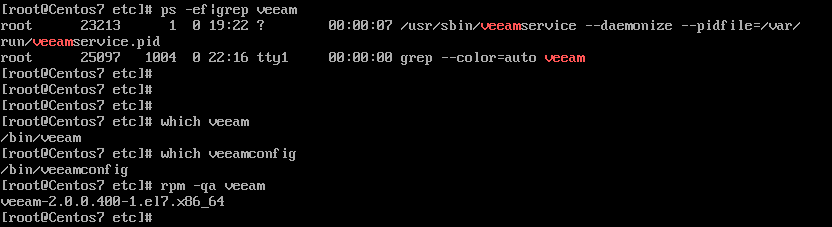 [root@Centos7 etc]# ps -ef|grep veeam
root     23213     1  0 19:22 ?        00:00:07 /usr/sbin/veeamservice --daemonize --pidfile=/var/
run/veeamservice.pid
root     25097  1004  0 22:16 tty1     00:00:00 grep --color=auto veeam
[root@Centos7 etc]#
[root@Centos7 etc]#
[root@Centos7 etc]#
[root@Centos7 etc]# which veeam
/bin/veeam
[root@Centos7 etc]# which veeamconfig
/bin/veeamconfig
[root@Centos7 etc]# rpm -qa veeam
veeam-2.0.0.400-1.el7.x86_64
[root@Centos7 etc]#